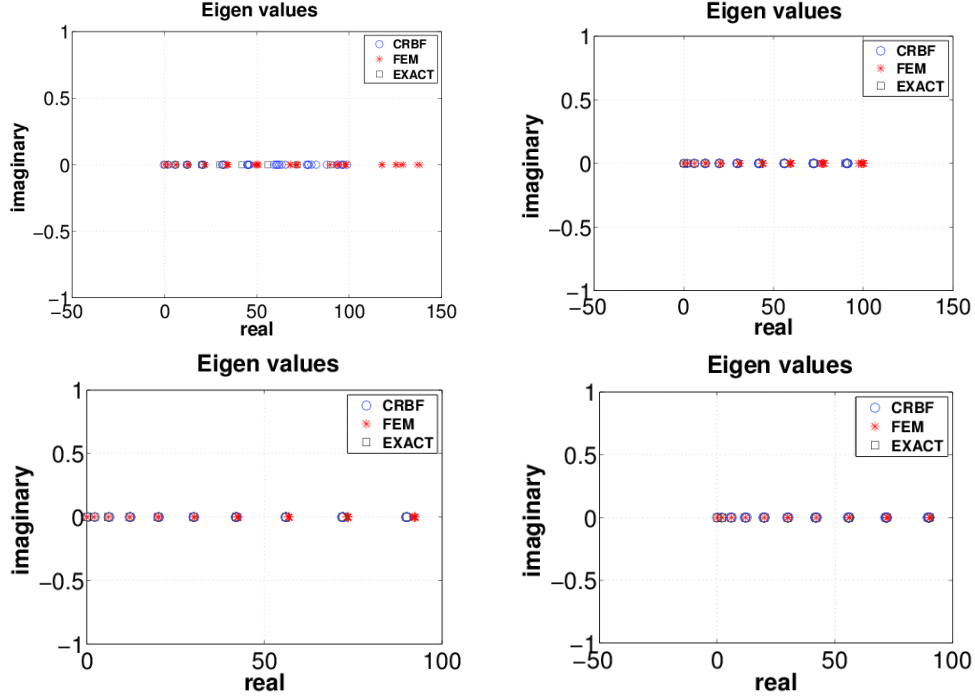 Eigen values
1
0.5
0
−0.5
−1
imaginary
−50
0
50
100
150
real
CRBF
FEM
EXACT
Eigen values
1
0.5
0
−0.5
−1
imaginary
−50
0
50
100
150
real
CRBF
FEM
EXACT
Eigen values
1
0.5
0
−0.5
−1
imaginary
0
50
100
real
CRBF
FEM
EXACT
Eigen values
1
0.5
0
−0.5
−1
imaginary
−50
0
50
100
real
CRBF
FEM
EXACT